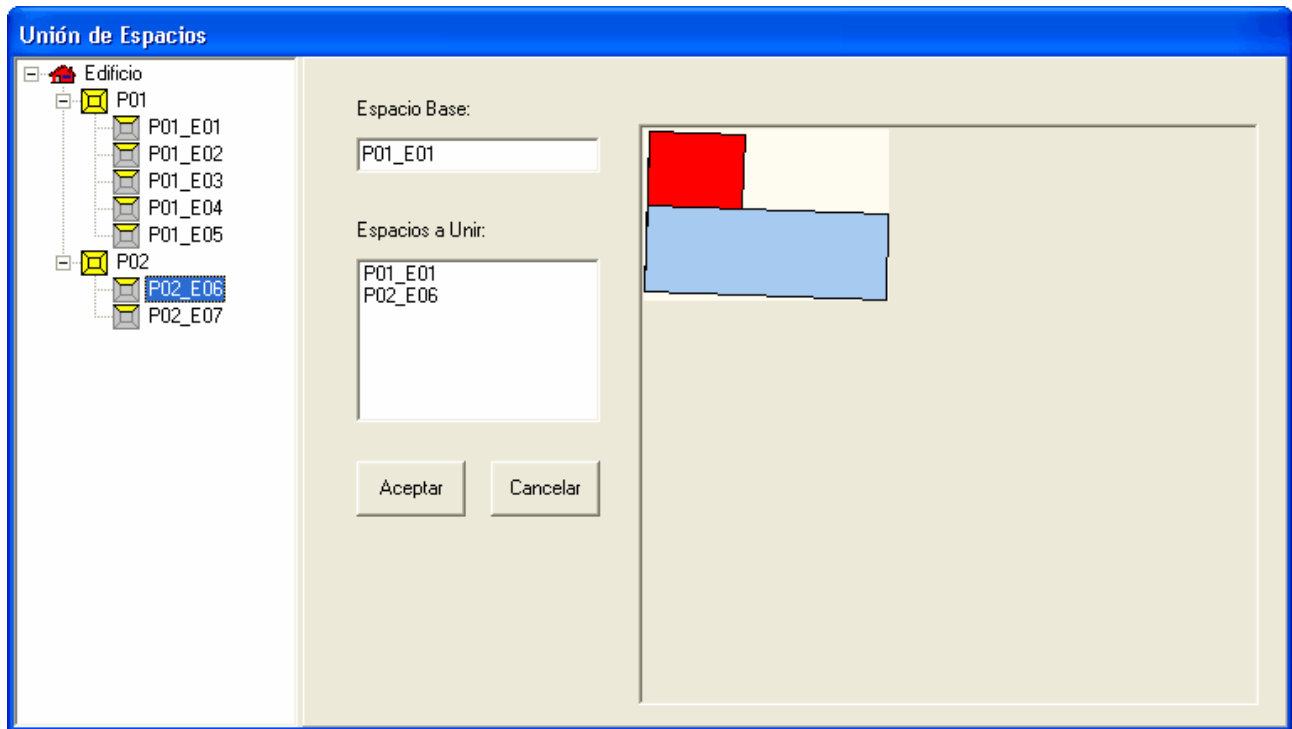 Unión de Espacios
Edificio
P01
P01_E01
P01_E02
P01_E03
P01_E04
P01_E05
P02
P02_E06
P02_E07
Espacio Base:
P01_E01
Espacios a Unir:
P01_E01
P02_E06
Aceptar
Cancelar